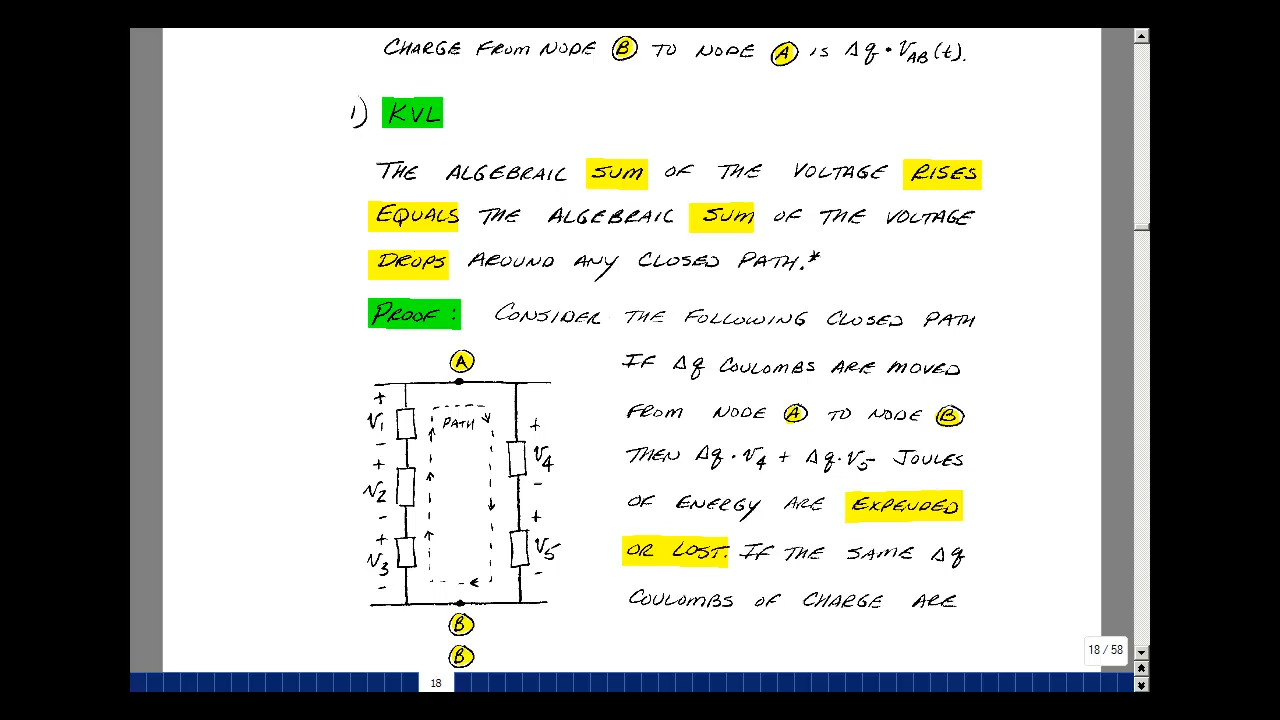 CHARGE FROM NODE B TO NODE A IS Δq • VAB(t).
1) KVL
THE ALGEBRAIC SUM OF THE VOLTAGE RISES
EQUALS THE ALGEBRAIC SUM OF THE VOLTAGE
DROPS AROUND ANY CLOSED PATH.*
PROOF: CONSIDER THE FOLLOWING CLOSED PATH
A
+
V1
-
+
V2
-
+
V3
-
PATH
+
V4
-
+
V5
-
B
B
IF Δq COULOMBS ARE MOVED
FROM NODE A TO NODE B
THEN Δq • V4 + Δq • V5 JOULES
OF ENERGY ARE EXPENDED
OR LOST. IF THE SAME Δq
COULOMBS OF CHARGE ARE
18 / 58
18